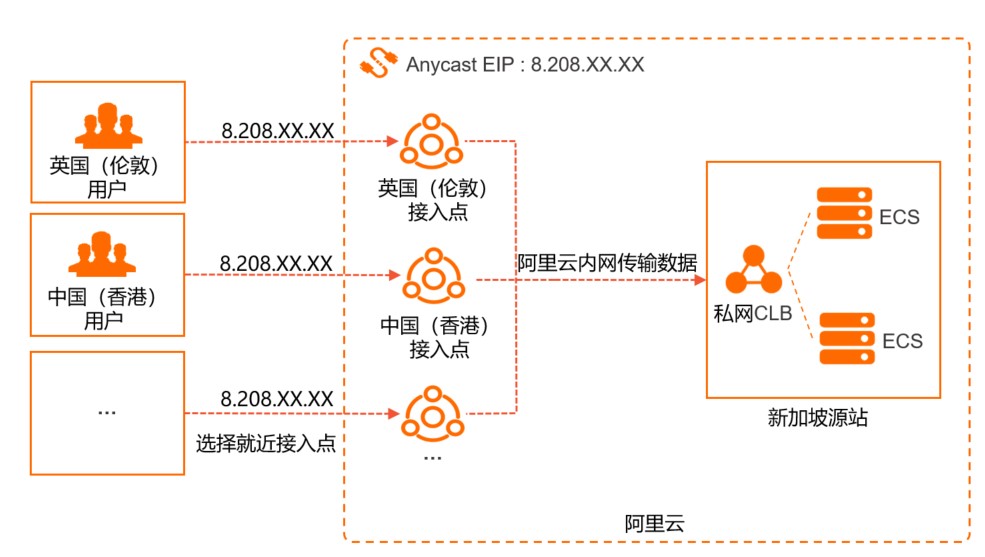 Anycast EIP : 8.208.XX.XX
英国（伦敦）
用户
8.208.XX.XX
英国（伦敦）
接入点
中国（香港）
用户
8.208.XX.XX
中国（香港）
接入点
...
8.208.XX.XX
选择就近接入点
...
阿里云内网传输数据
私网CLB
ECS
ECS
新加坡源站
阿里云